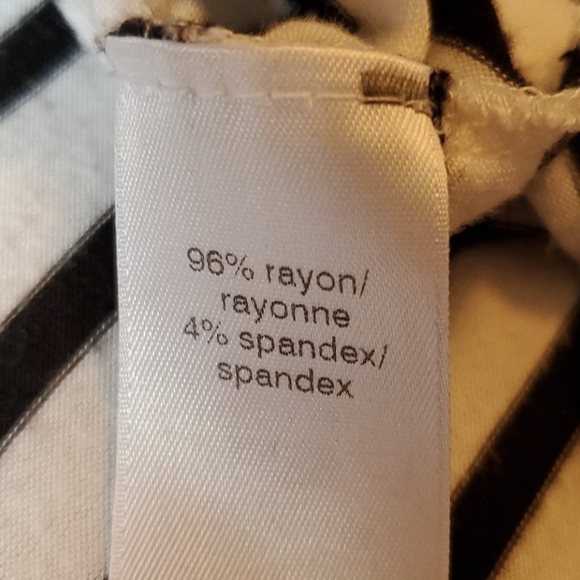 96% rayon/
rayonne
4% spandex/
spandex